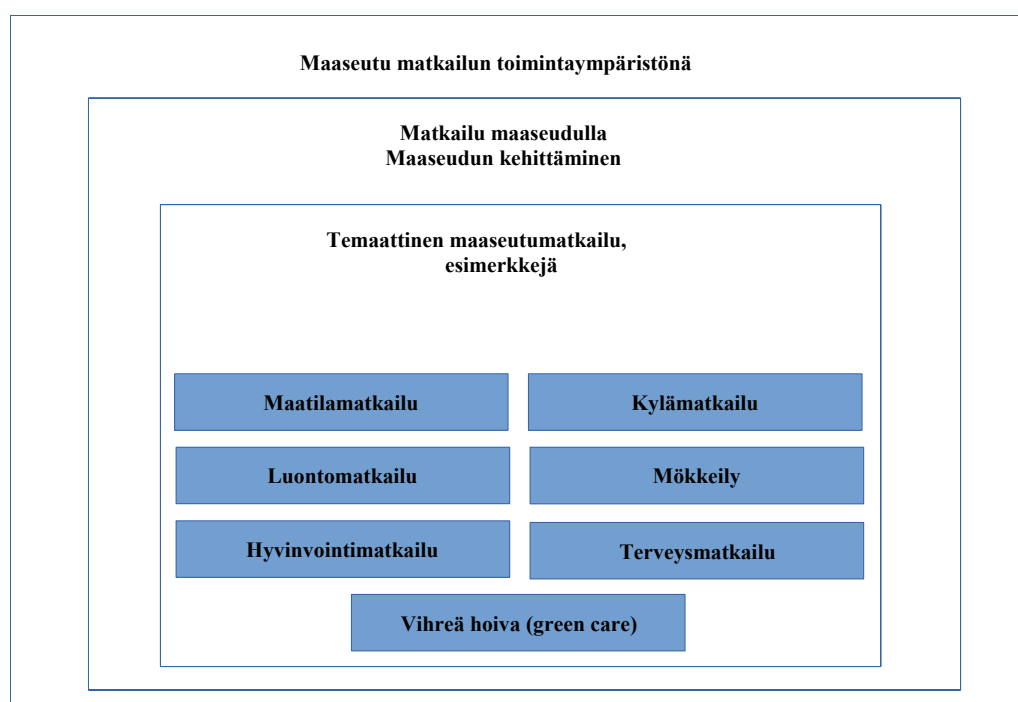 Maaseutu matkailun toimintaympäristönä
Matkailu maaseudulla
Maaseudun kehittäminen
Temaattinen maaseutumatkailu,
esimerkkejä
Maatilamatkailu
Kylämatkailu
Luontomatkailu
Mökkeily
Hyvinvointimatkailu
Terveysmatkailu
Vihreä hoiva (green care)